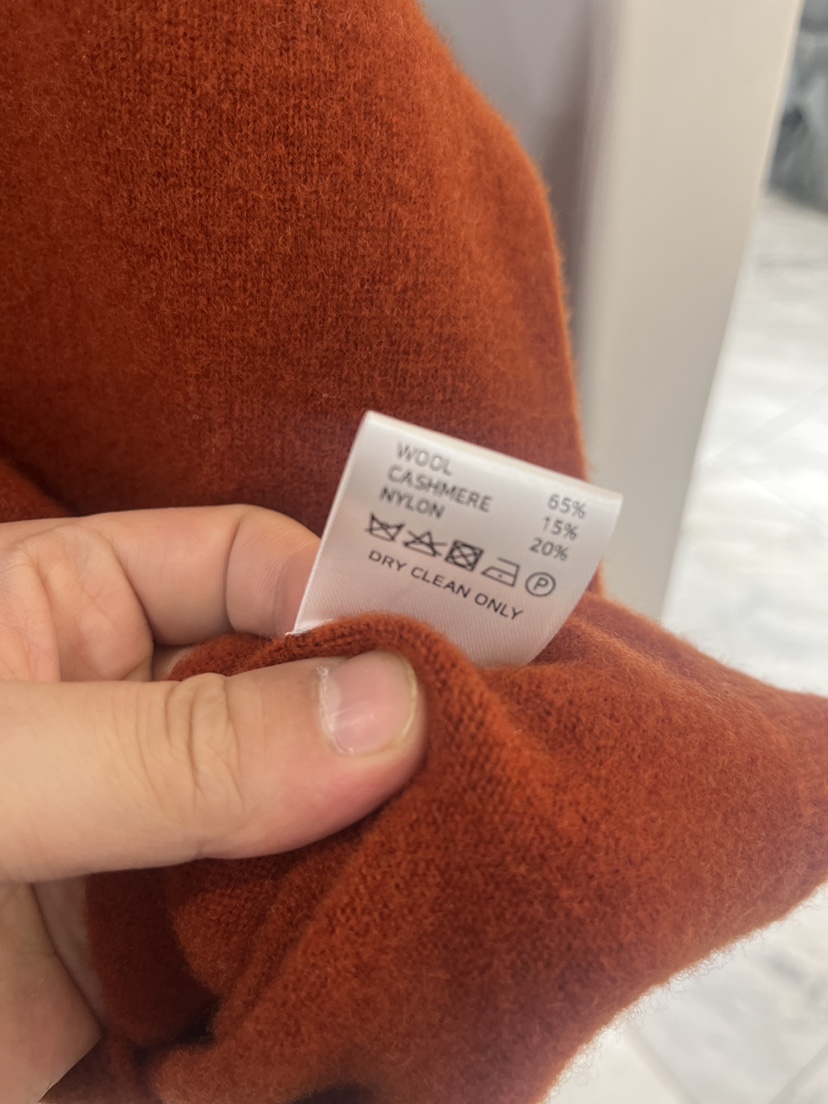 WOOL 65%
CASHMERE 15%
NYLON 20%
P
DRY CLEAN ONLY